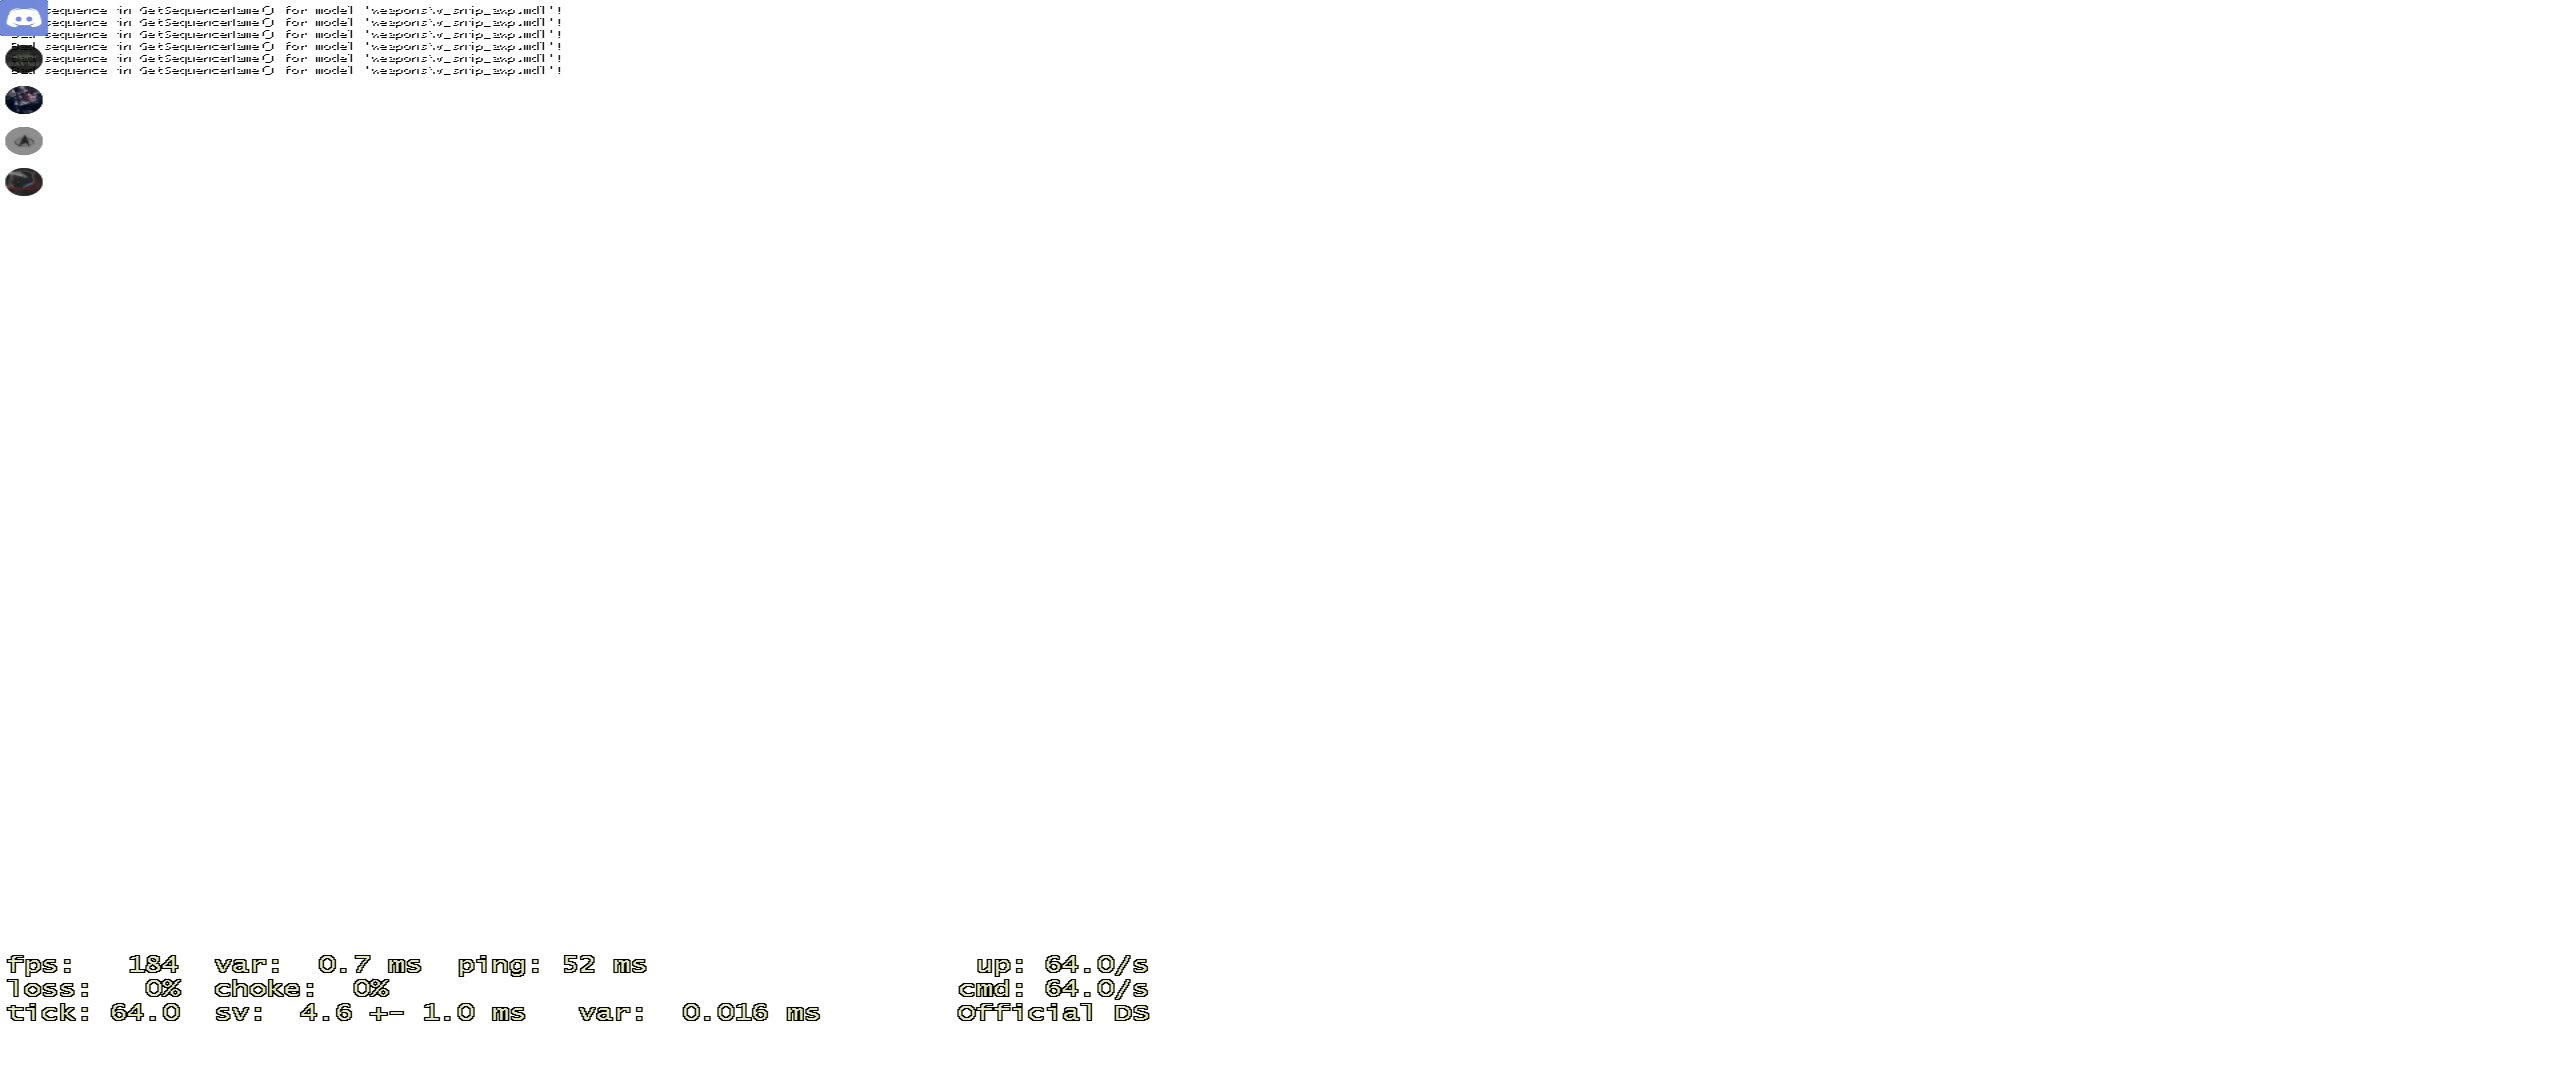 sequence in GetSequenceName() for model 'weapons\v_snip_awp.mdl'!
sequence in GetSequenceName() for model 'weapons\v_snip_awp.mdl'!
Bad sequence in GetSequenceName() for model 'weapons\v_snip_awp.mdl'!
Bad sequence in GetSequenceName() for model 'weapons\v_snip_awp.mdl'!
sequence in GetSequenceName() for model 'weapons\v_snip_awp.mdl'!
Bad sequence in GetSequenceName() for model 'weapons\v_snip_awp.mdl'!
fps: 184 var: 0.7 ms ping: 52 ms up: 64.0/s
loss: 0% choke: 0% cmd: 64.0/s
tick: 64.0 sv: 4.6 +- 1.0 ms var: 0.016 ms Official DS